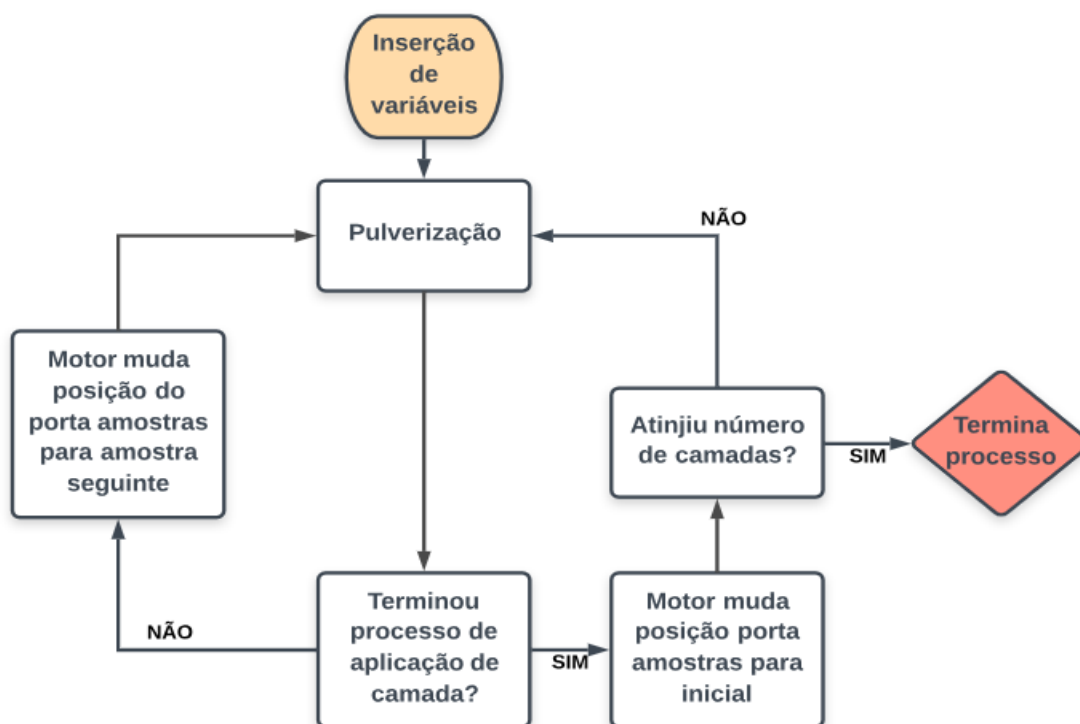 Inserção
de
variáveis
Pulverização
NÃO
Motor muda
posição do
porta amostras
para amostra
seguinte
Atinjiu número
de camadas?
SIM
Termina
processo
NÃO
Terminou
processo de
aplicação de
camada?
SIM
Motor muda
posição porta
amostras para
inicial